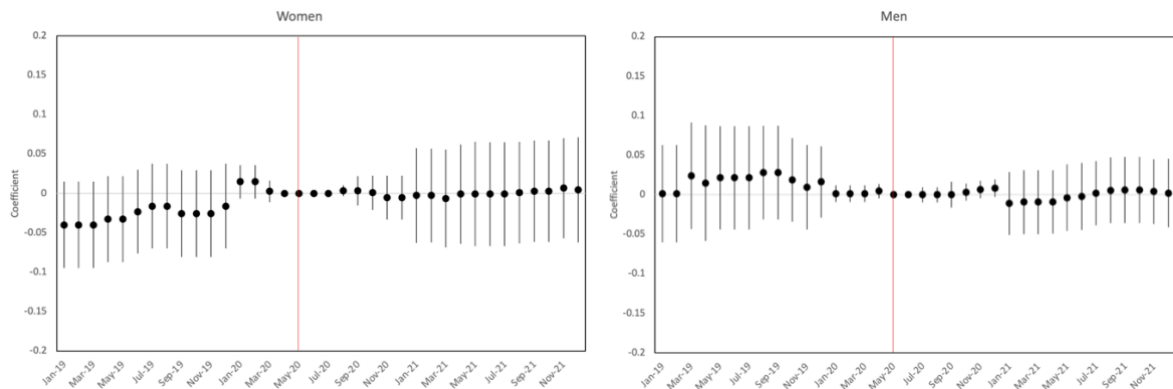 Women
0.2
0.15
0.1
0.05
0
-0.05
-0.1
-0.15
-0.2
Coefficient
Jan-19
Mar-19
May-19
Jul-19
Sep-19
Nov-19
Jan-20
Mar-20
May-20
Jul-20
Sep-20
Nov-20
Jan-21
Mar-21
May-21
Jul-21
Sep-21
Nov-21
Men
0.2
0.15
0.1
0.05
0
-0.05
-0.1
-0.15
-0.2
Coefficient
Jan-19
Mar-19
May-19
Jul-19
Sep-19
Nov-19
Jan-20
Mar-20
May-20
Jul-20
Sep-20
Nov-20
Jan-21
Mar-21
May-21
Jul-21
Sep-21
Nov-21